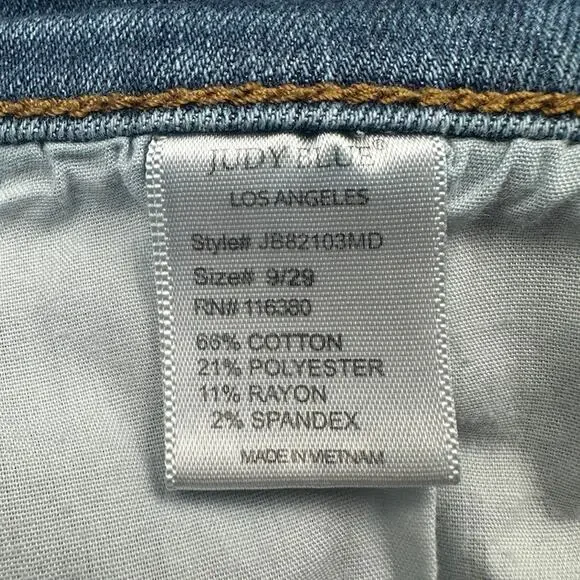 JUDY BLUE
LOS ANGELES
Style# JB82103MD
Size# 9/29
RN# 116380
66% COTTON
21% POLYESTER
11% RAYON
2% SPANDEX
MADE IN VIETNAM